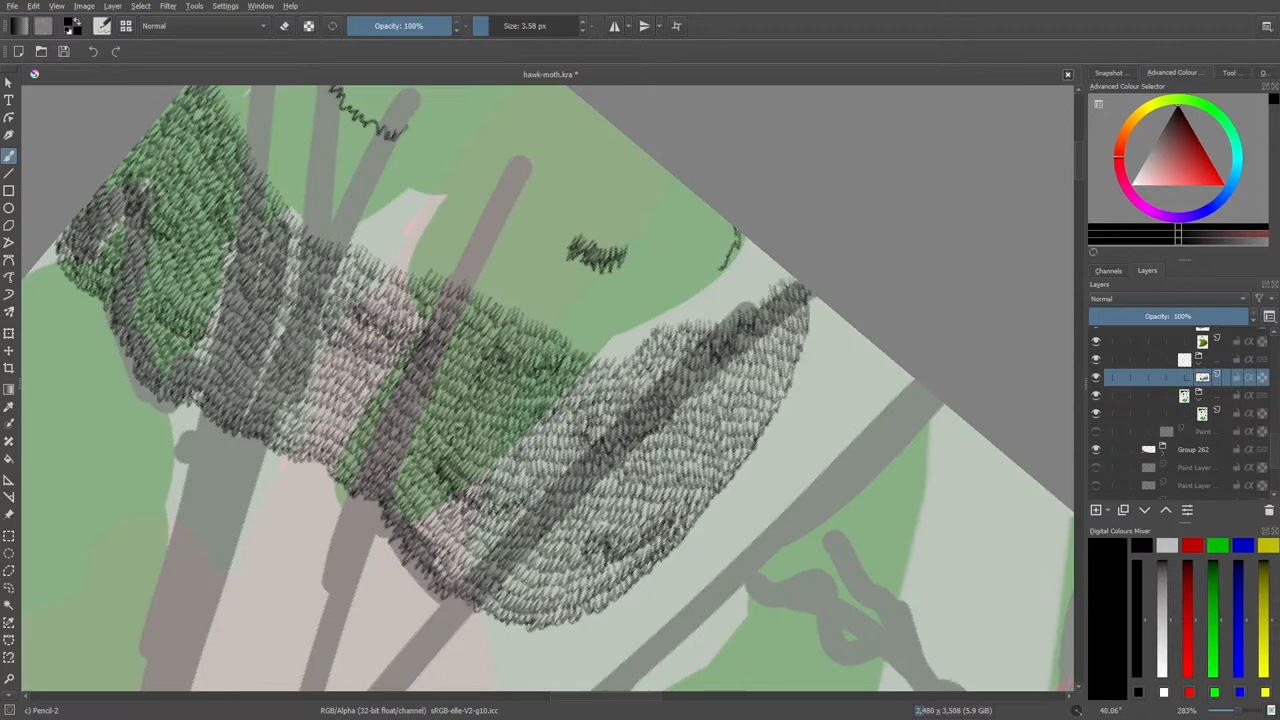 File Edit View Image Layer Select Filter Tools Settings Window Help
Normal
Opacity: 100%
Size: 3.58 px
hawk-moth.kra *
Snapshot ... Advanced Colour ... Tool ... O...
Advanced Colour Selector
Channels Layers
Layers
Normal
Opacity: 100%
Paint ...
Group 262
Paint Layer ...
Paint Layer ...
Digital Colours Mixer
c) Pencil-2
RGB/Alpha (32-bit float/channel) sRGB-elle-V2-g10.icc
2,480 x 3,508 (5.9 GiB)
40.06°
283%